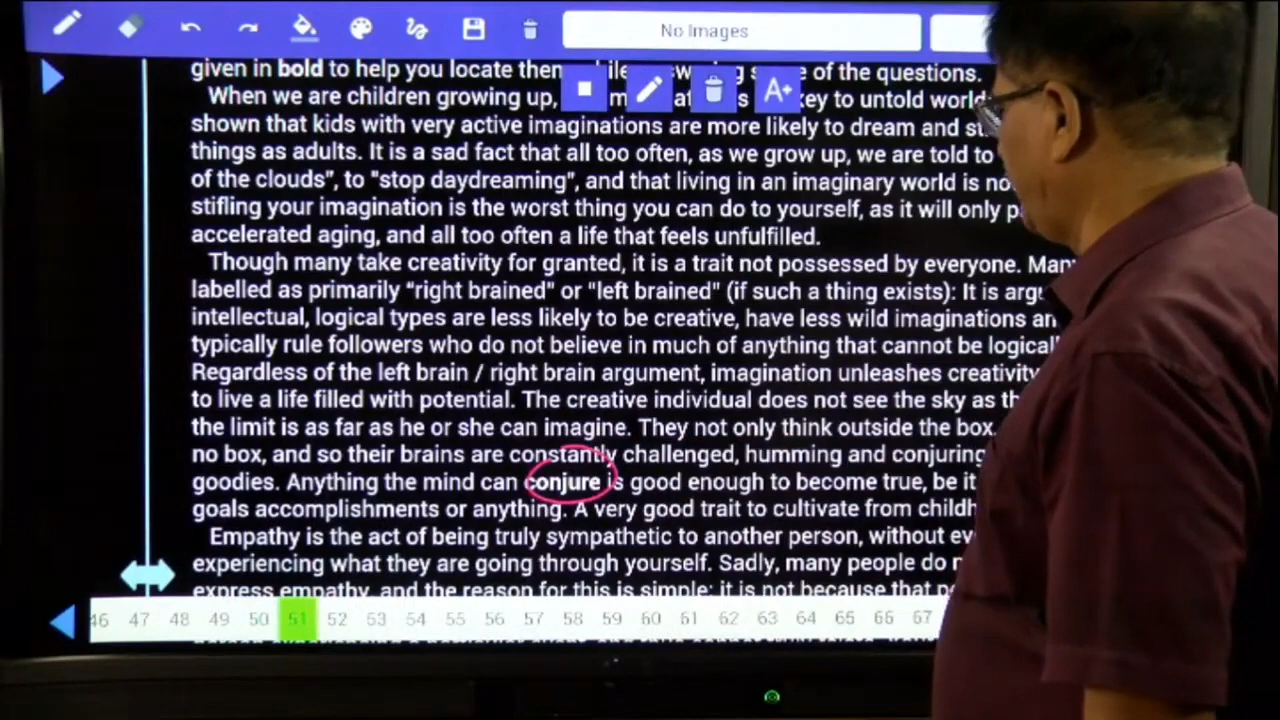 No Images
given in bold to help you locate of the questions.
A+
When we are children growing up, key to untold
shown that kids with very active imaginations are more likely to dream and
things as adults. It is a sad fact that all too often, as we grow up, we are told to
of the clouds", to "stop daydreaming", and that living in an imaginary world is
stifling your imagination is the worst thing you can do to yourself, as it will only
accelerated aging, and all too often a life that feels unfulfilled.
Though many take creativity for granted, it is a trait not possessed by everyone.
labelled as primarily “right brained" or "left brained" (if such a thing exists): It is
intellectual, logical types are less likely to be creative, have less wild imaginations
typically rule followers who do not believe in much of anything that cannot be
Regardless of the left brain / right brain argument, imagination unleashes creativity
to live a life filled with potential. The creative individual does not see the sky as
the limit is as far as he or she can imagine. They not only think outside the box,
no box, and so their brains are constantly challenged, humming and conjuring
goodies. Anything the mind can conjure is good enough to become true, be it
goals accomplishments or anything. A very good trait to cultivate from
Empathy is the act of being truly sympathetic to another person, without
experiencing what they are going through yourself. Sadly, many people do
express empathy, and the reason for this is simple: it is not because that
46 47 48 49 50 51 52 53 54 55 56 57 58 59 60 61 62 63 64 65 66 67